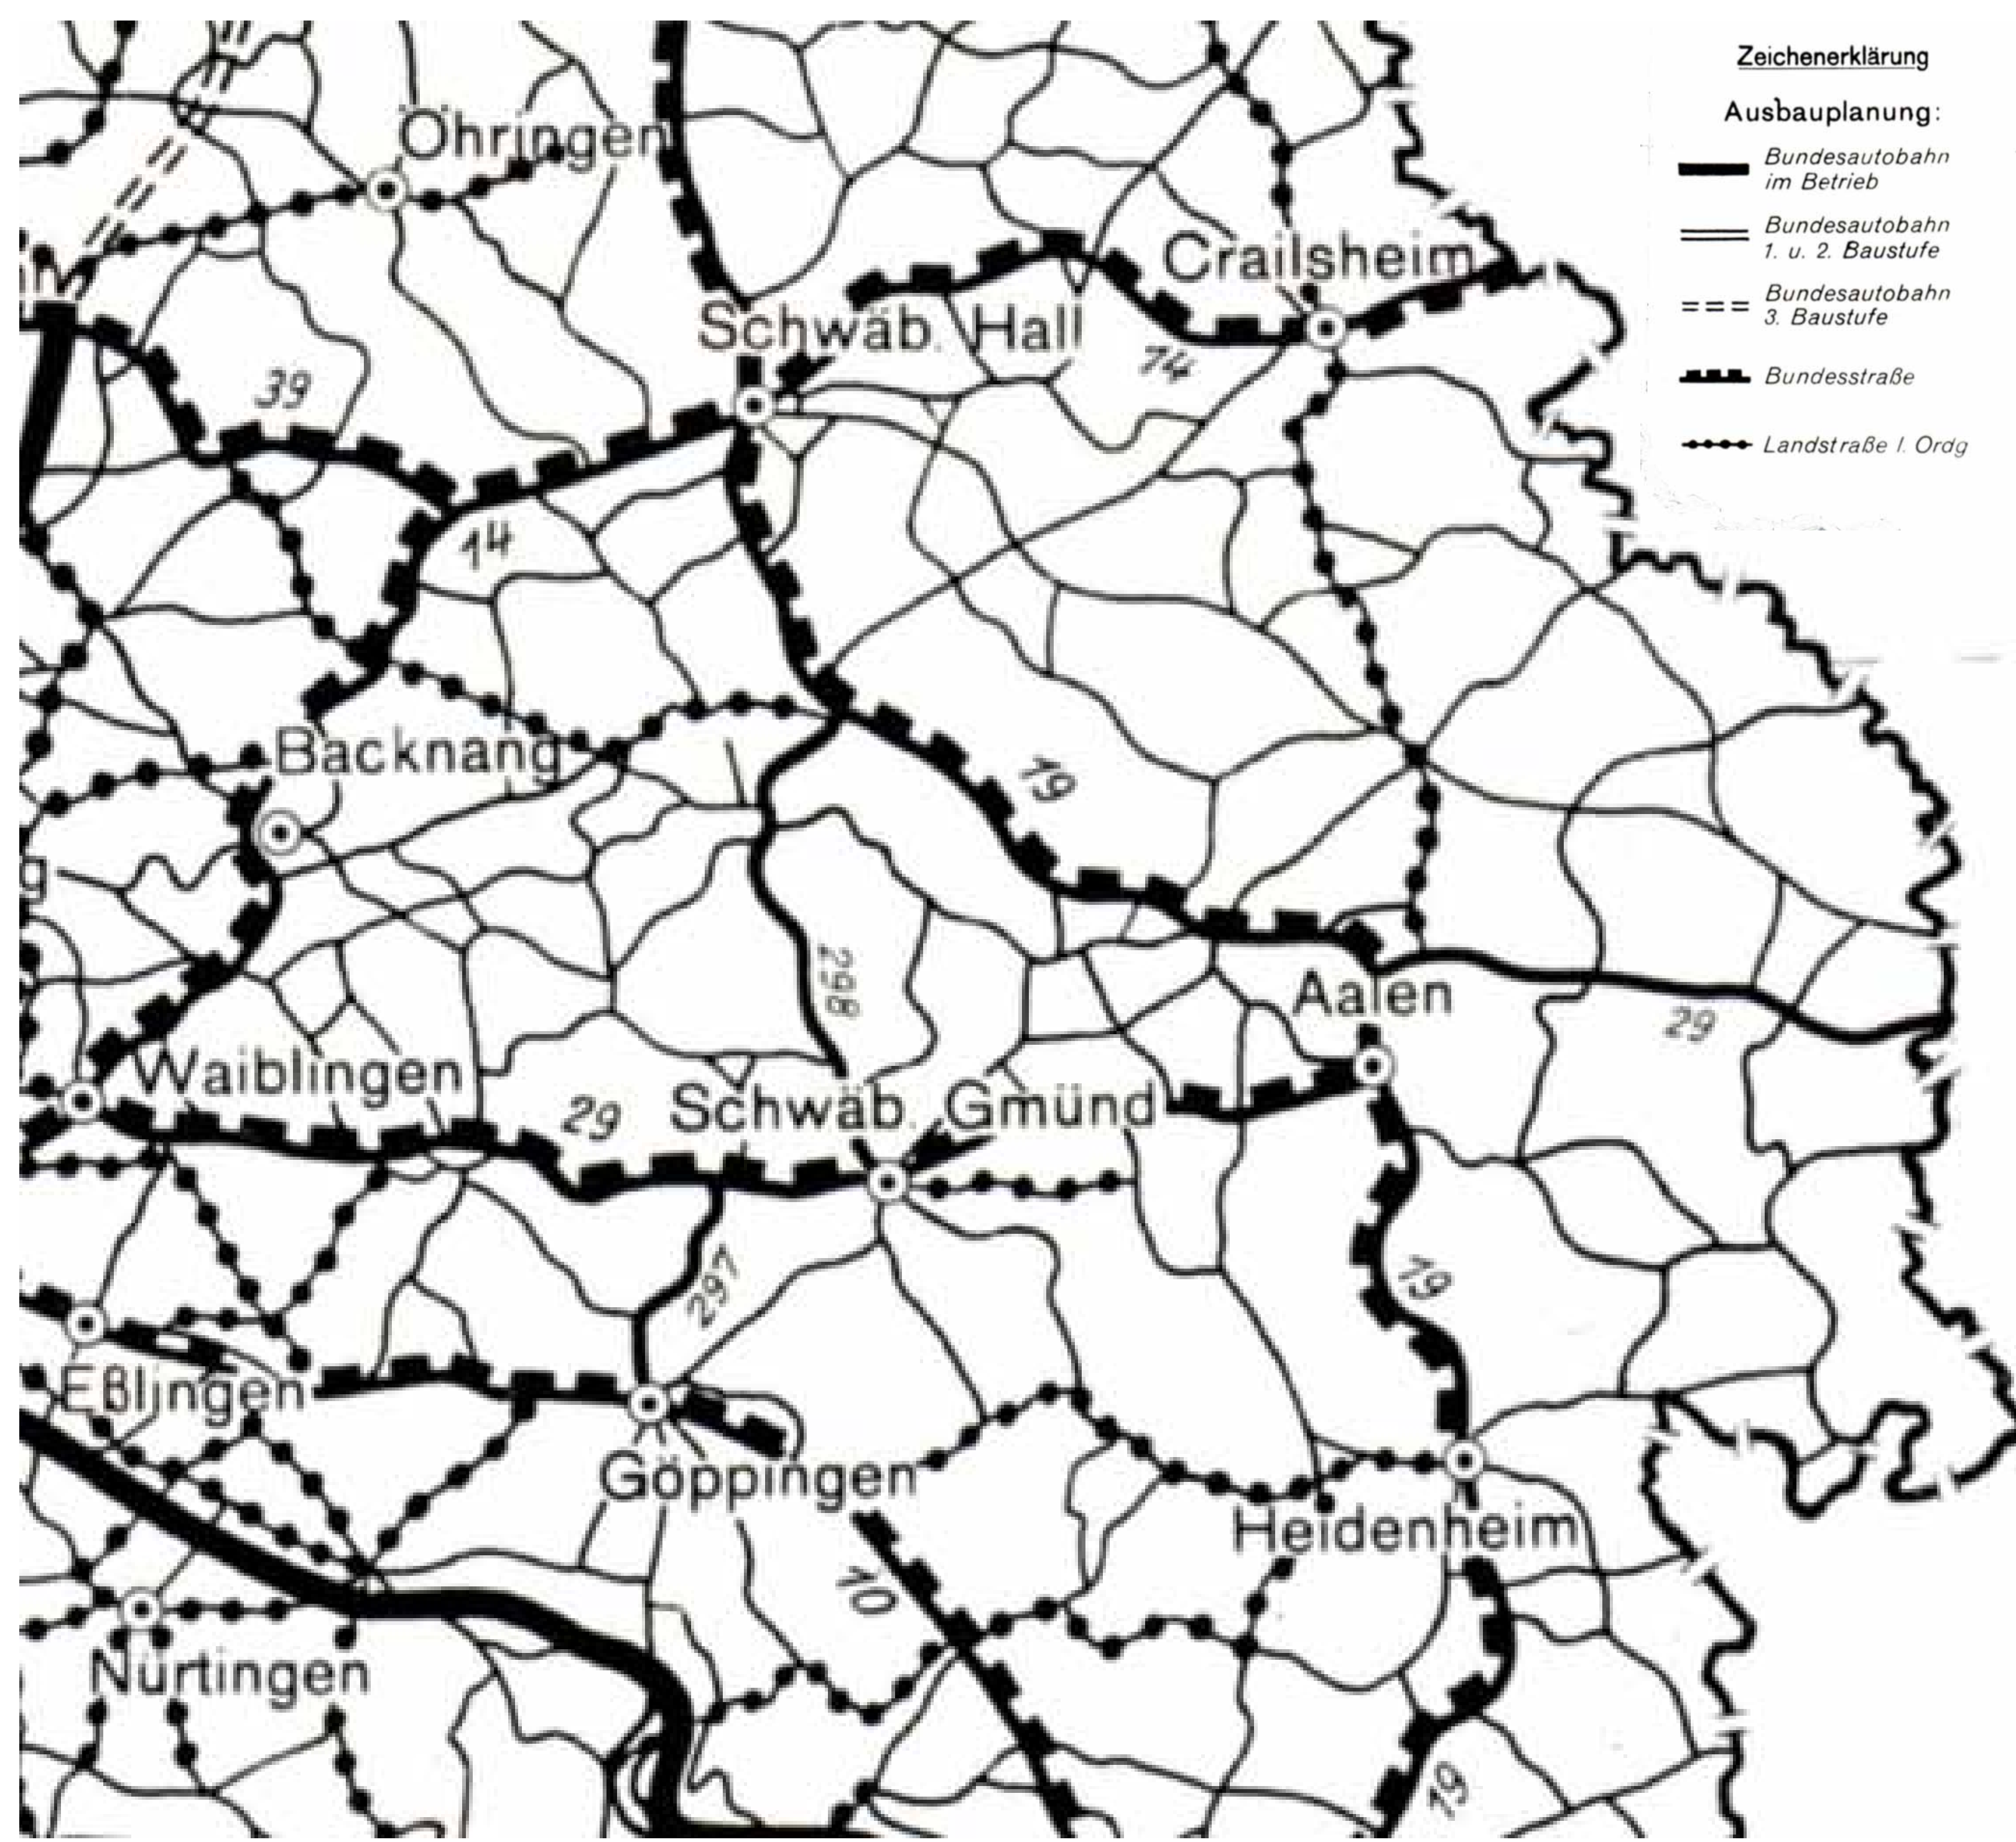 Zeichenerklärung
Ausbauplanung:
Bundesautobahn
im Betrieb
Bundesautobahn
1. u. 2. Baustufe
Bundesautobahn
3. Baustufe
Bundesstraße
Landstraße I. Ordg
Öhringen
Crailsheim
Schwäb. Hall
14
39
14
Backnang
19
298
Aalen
29
Waiblingen
29
Schwäb. Gmünd
19
297
Eßlingen
Göppingen
Heidenheim
10
Nürtingen
19